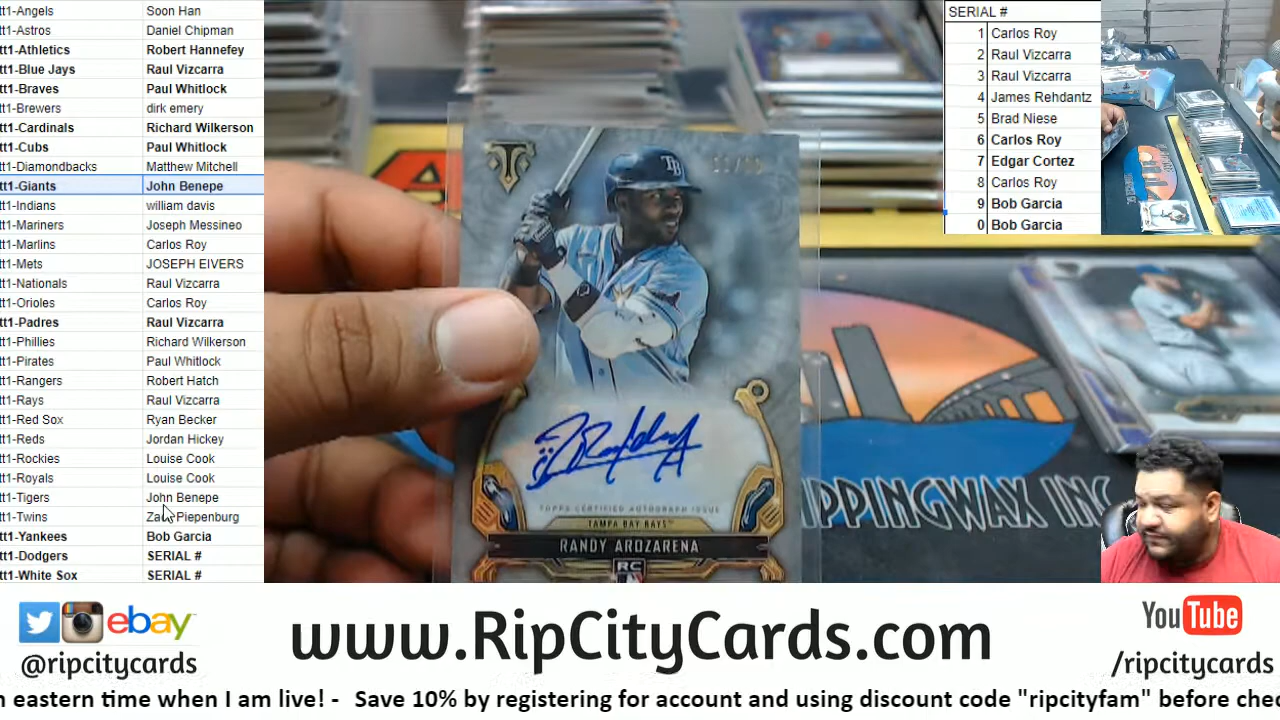 tt1-Angels Soon Han
tt1-Astros Daniel Chipman
tt1-Athletics Robert Hannefey
tt1-Blue Jays Raul Vizcarra
tt1-Braves Paul Whitlock
tt1-Brewers dirk emery
tt1-Cardinals Richard Wilkerson
tt1-Cubs Paul Whitlock
tt1-Diamondbacks Matthew Mitchell
tt1-Giants John Benepe
tt1-Indians william davis
tt1-Mariners Joseph Messineo
tt1-Marlins Carlos Roy
tt1-Mets JOSEPH EIVERS
tt1-Nationals Raul Vizcarra
tt1-Orioles Carlos Roy
tt1-Padres Raul Vizcarra
tt1-Phillies Richard Wilkerson
tt1-Pirates Paul Whitlock
tt1-Rangers Robert Hatch
tt1-Rays Raul Vizcarra
tt1-Red Sox Ryan Becker
tt1-Reds Jordan Hickey
tt1-Rockies Louise Cook
tt1-Royals Louise Cook
tt1-Tigers John Benepe
tt1-Twins Piepenburg
tt1-Yankees Bob Garcia
tt1-Dodgers SERIAL #
tt1-White Sox SERIAL #
SERIAL #
1 Carlos Roy
2 Raul Vizcarra
3 Raul Vizcarra
4 James Rehdantz
5 Brad Niese
6 Carlos Roy
7 Edgar Cortez
8 Carlos Roy
9 Bob Garcia
0 Bob Garcia
TB
TOPPS CERTIFIED AUTOGRAPH ISSUE
TAMPA BAY RAYS™
RANDY AROZARENA
RC
PPINGWAX INC
ebay™
@ripcitycards
www.RipCityCards.com
YouTube
/ripcitycards
n eastern time when I am live! - Save 10% by registering for account and using discount code "ripcityfam" before chec